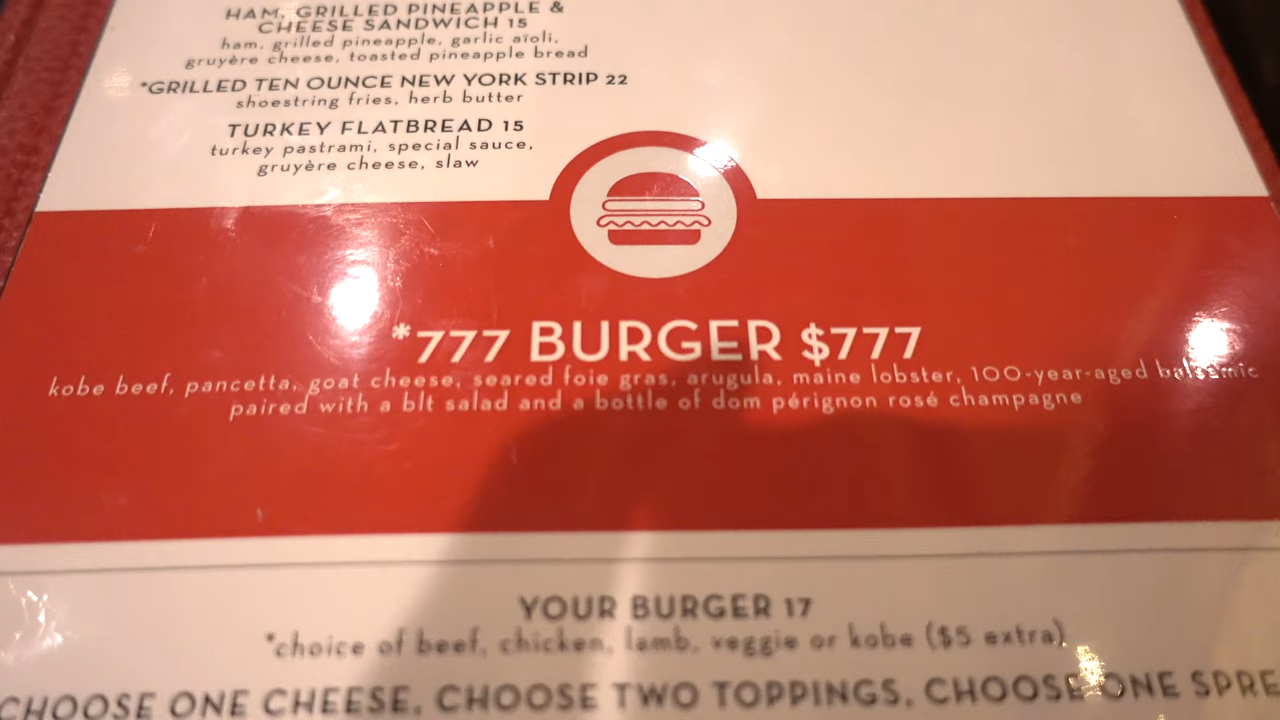 HAM, GRILLED PINEAPPLE &
CHEESE SANDWICH 15
ham, grilled pineapple, garlic aïoli,
gruyère cheese, toasted pineapple bread
*GRILLED TEN OUNCE NEW YORK STRIP 22
shoestring fries, herb butter
TURKEY FLATBREAD 15
turkey pastrami, special sauce,
gruyère cheese, slaw
*777 BURGER $777
kobe beef, pancetta, goat cheese, seared foie gras, arugula, maine lobster, 100-year-aged balsamic
paired with a blt salad and a bottle of dom pérignon rosé champagne
YOUR BURGER 17
*choice of beef, chicken, lamb, veggie or kobe ($5 extra)
CHOOSE ONE CHEESE, CHOOSE TWO TOPPINGS, CHOOSE ONE SPRE